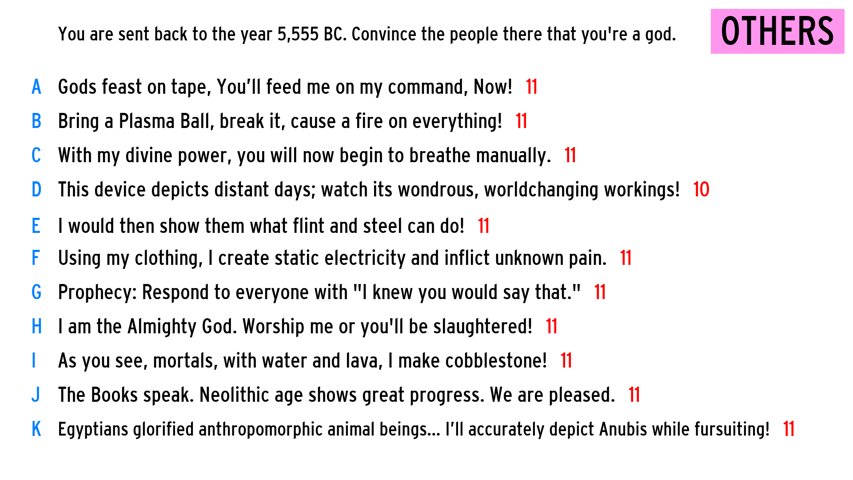 You are sent back to the year 5,555 BC. Convince the people there that you're a god.
OTHERS
A Gods feast on tape, You’ll feed me on my command, Now! 11
B Bring a Plasma Ball, break it, cause a fire on everything! 11
C With my divine power, you will now begin to breathe manually. 11
D This device depicts distant days; watch its wondrous, worldchanging workings! 10
E I would then show them what flint and steel can do! 11
F Using my clothing, I create static electricity and inflict unknown pain. 11
G Prophecy: Respond to everyone with "I knew you would say that." 11
H I am the Almighty God. Worship me or you'll be slaughtered! 11
I As you see, mortals, with water and lava, I make cobblestone! 11
J The Books speak. Neolithic age shows great progress. We are pleased. 11
K Egyptians glorified anthropomorphic animal beings... I’ll accurately depict Anubis while fursuiting! 11